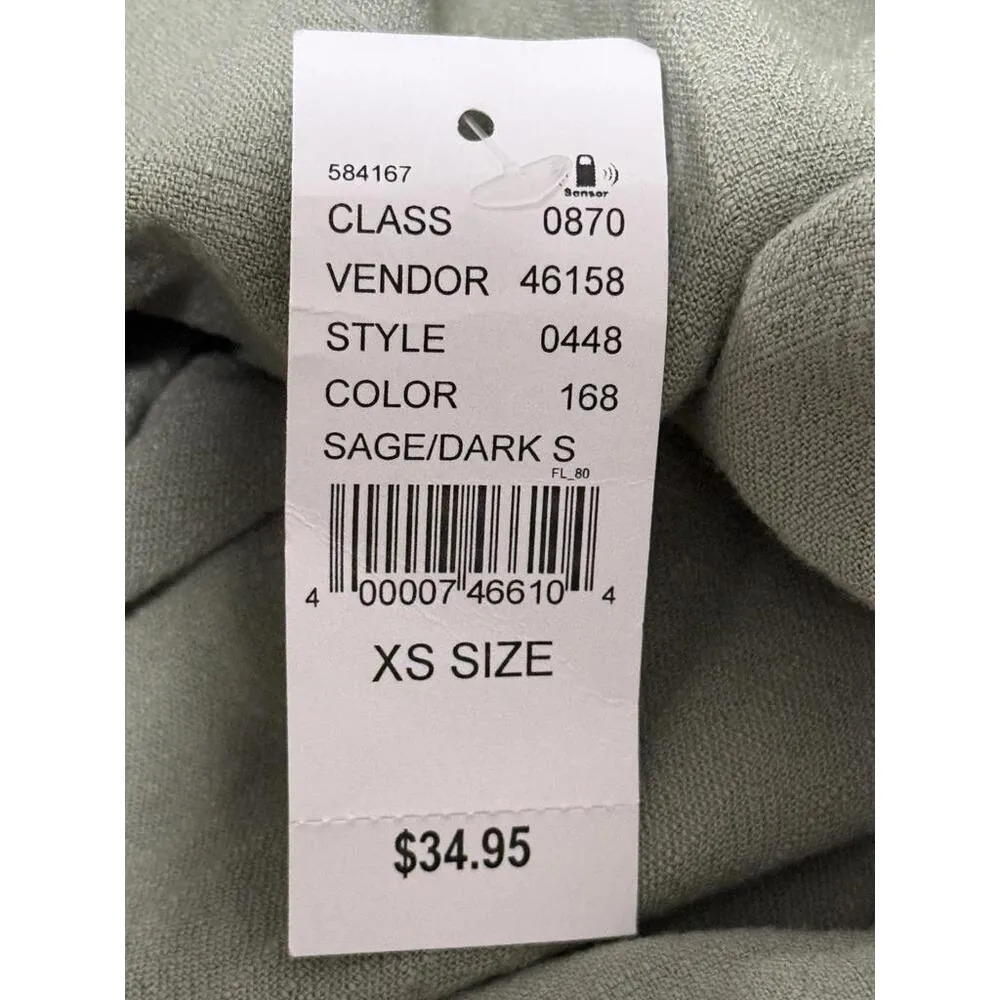 584167
Sensor
CLASS 0870
VENDOR 46158
STYLE 0448
COLOR 168
SAGE/DARK S
FL_80
4 00007 46610 4
XS SIZE
$34.95